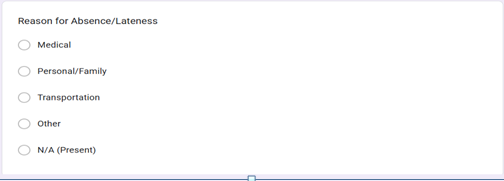 Reason for Absence/Lateness
Medical
Personal/Family
Transportation
Other
N/A (Present)